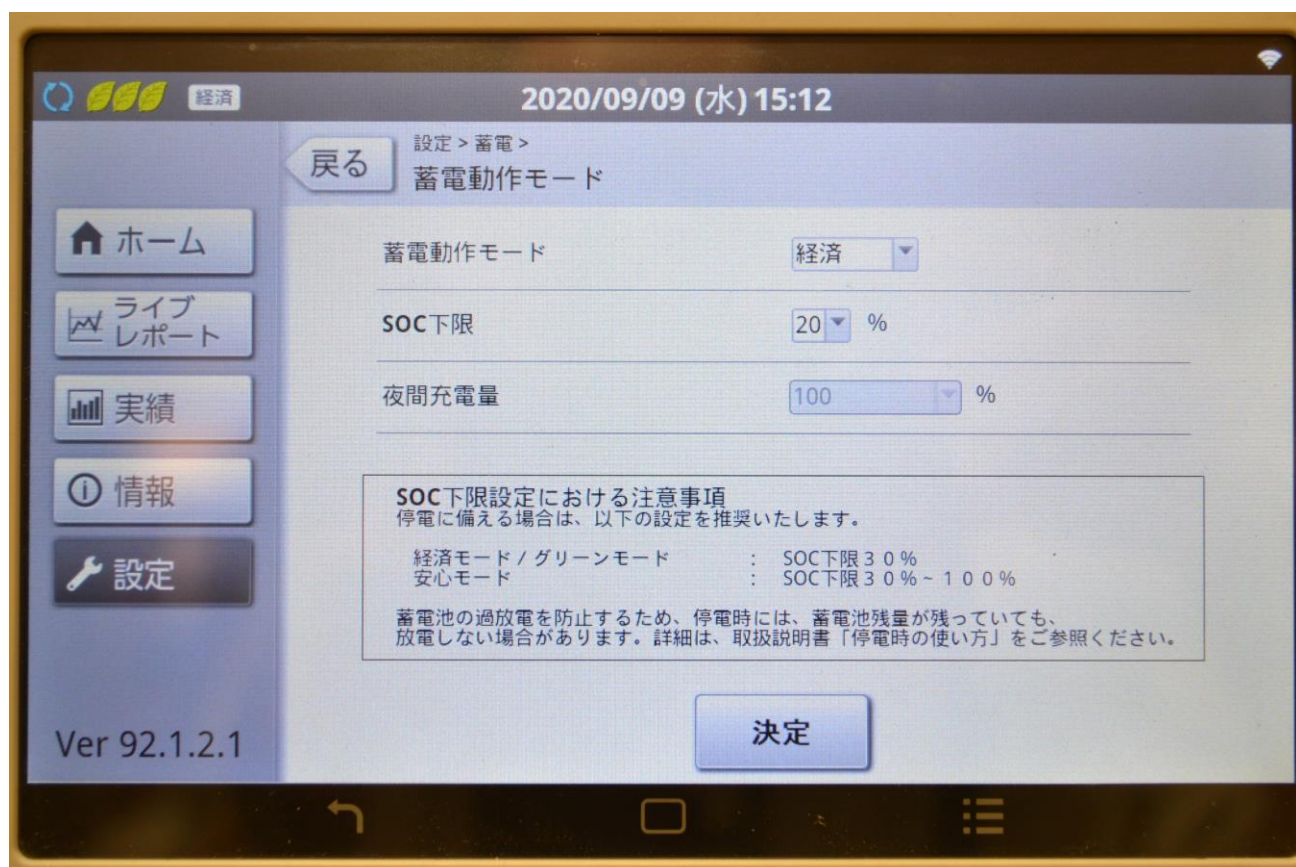 経済
2020/09/09 (水) 15:12
戻る
設定 > 蓄電 >
蓄電動作モード
ホーム
ライブ
レポート
実績
情報
設定
Ver 92.1.2.1
蓄電動作モード 経済
SOC下限 20 %
夜間充電量 100 %
SOC下限設定における注意事項
停電に備える場合は、以下の設定を推奨いたします。
経済モード / グリーンモード : SOC下限３０%
安心モード : SOC下限３０%~１００%
蓄電池の過放電を防止するため、停電時には、蓄電池残量が残っていても、
放電しない場合があります。詳細は、取扱説明書「停電時の使い方」をご参照ください。
決定